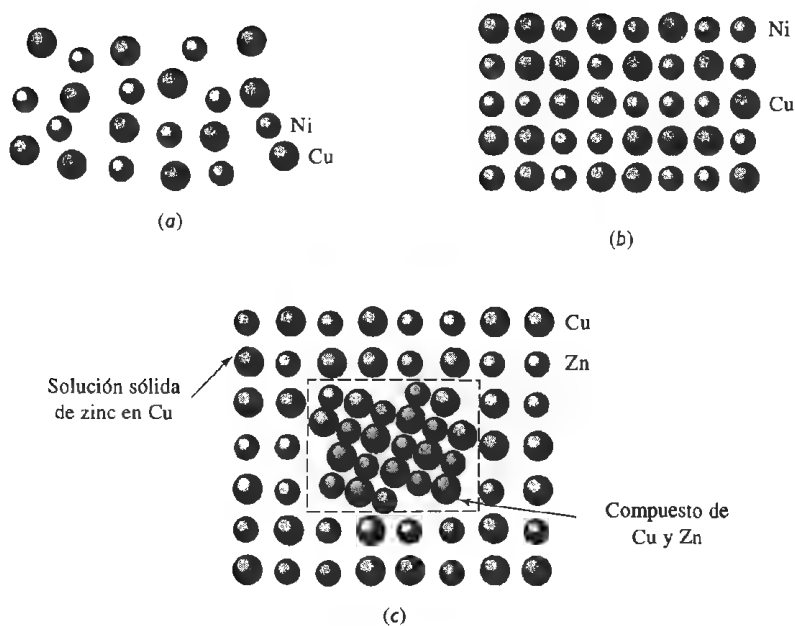 Ni
Cu
(a)
Ni
Cu
(b)
Cu
Zn
Solución sólida
de zinc en Cu
Compuesto de
Cu y Zn
(c)